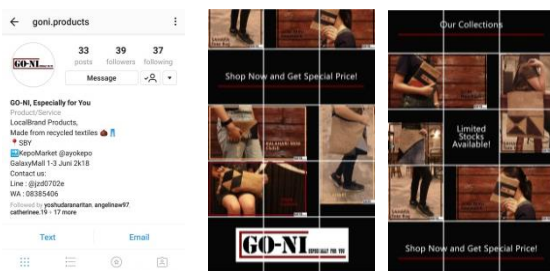 goni.products
33 39 37
posts followers following
GO-NI
Message
GO-NI, Especially for You
Product/Service
LocalBrand Products,
Made from recycled textiles
SBY
KepoMarket @ayokepo
GalaxyMall 1-3 Juni 2k18
Contact us:
Line : @jzd0702e
WA : 08385406
Followed by yoshudaranaritan, angelinaw97,
catherinee.19 + 17 more
Text Email
Shop Now and Get Special Price!
GO-NI ESPECIALLY FOR YOU
Our Collections
Limited
Stocks
Available!
Shop Now and Get Special Price!